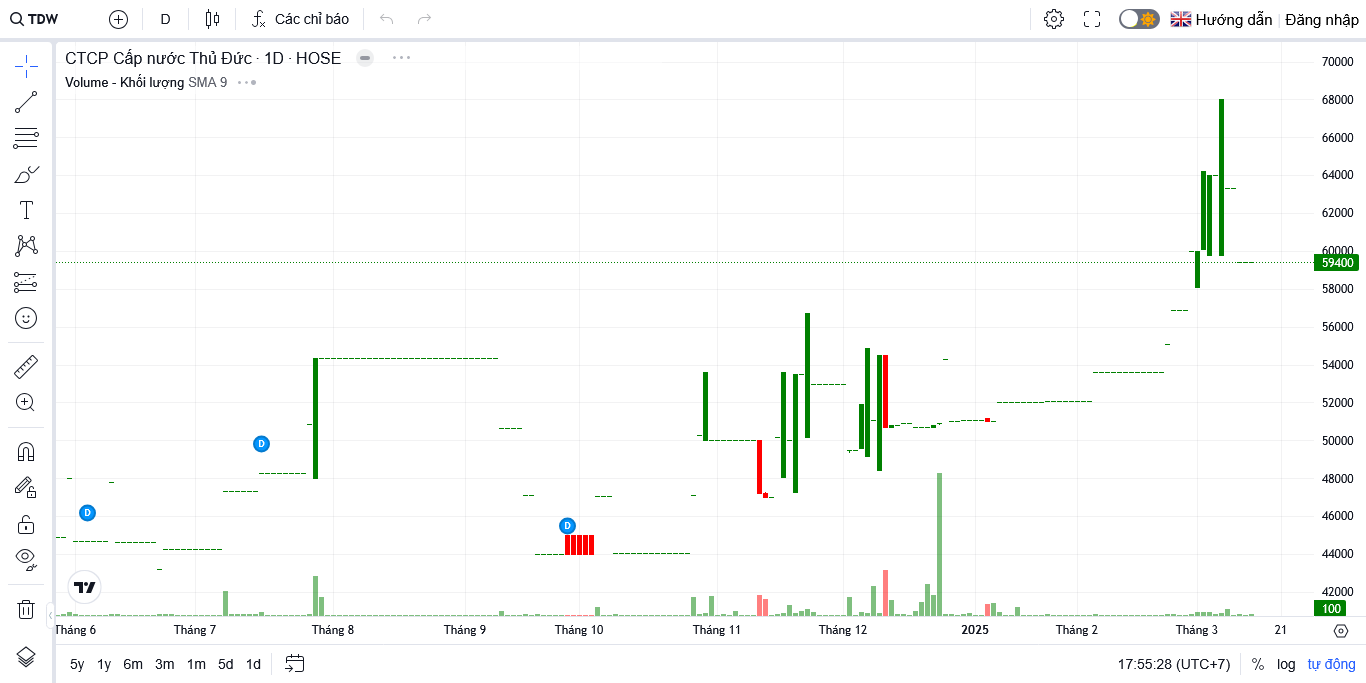 TDW D Các chỉ báo Hướng dẫn Đăng nhập
CTCP Cấp nước Thủ Đức · 1D · HOSE
Volume - Khối lượng SMA 9
70000
68000
66000
64000
62000
60000
59400
58000
56000
54000
52000
50000
48000
46000
44000
42000
100
D
D
D
Tháng 6 Tháng 7 Tháng 8 Tháng 9 Tháng 10 Tháng 11 Tháng 12 2025 Tháng 2 Tháng 3 21
5y 1y 6m 3m 1m 5d 1d 17:55:28 (UTC+7) % log tự động